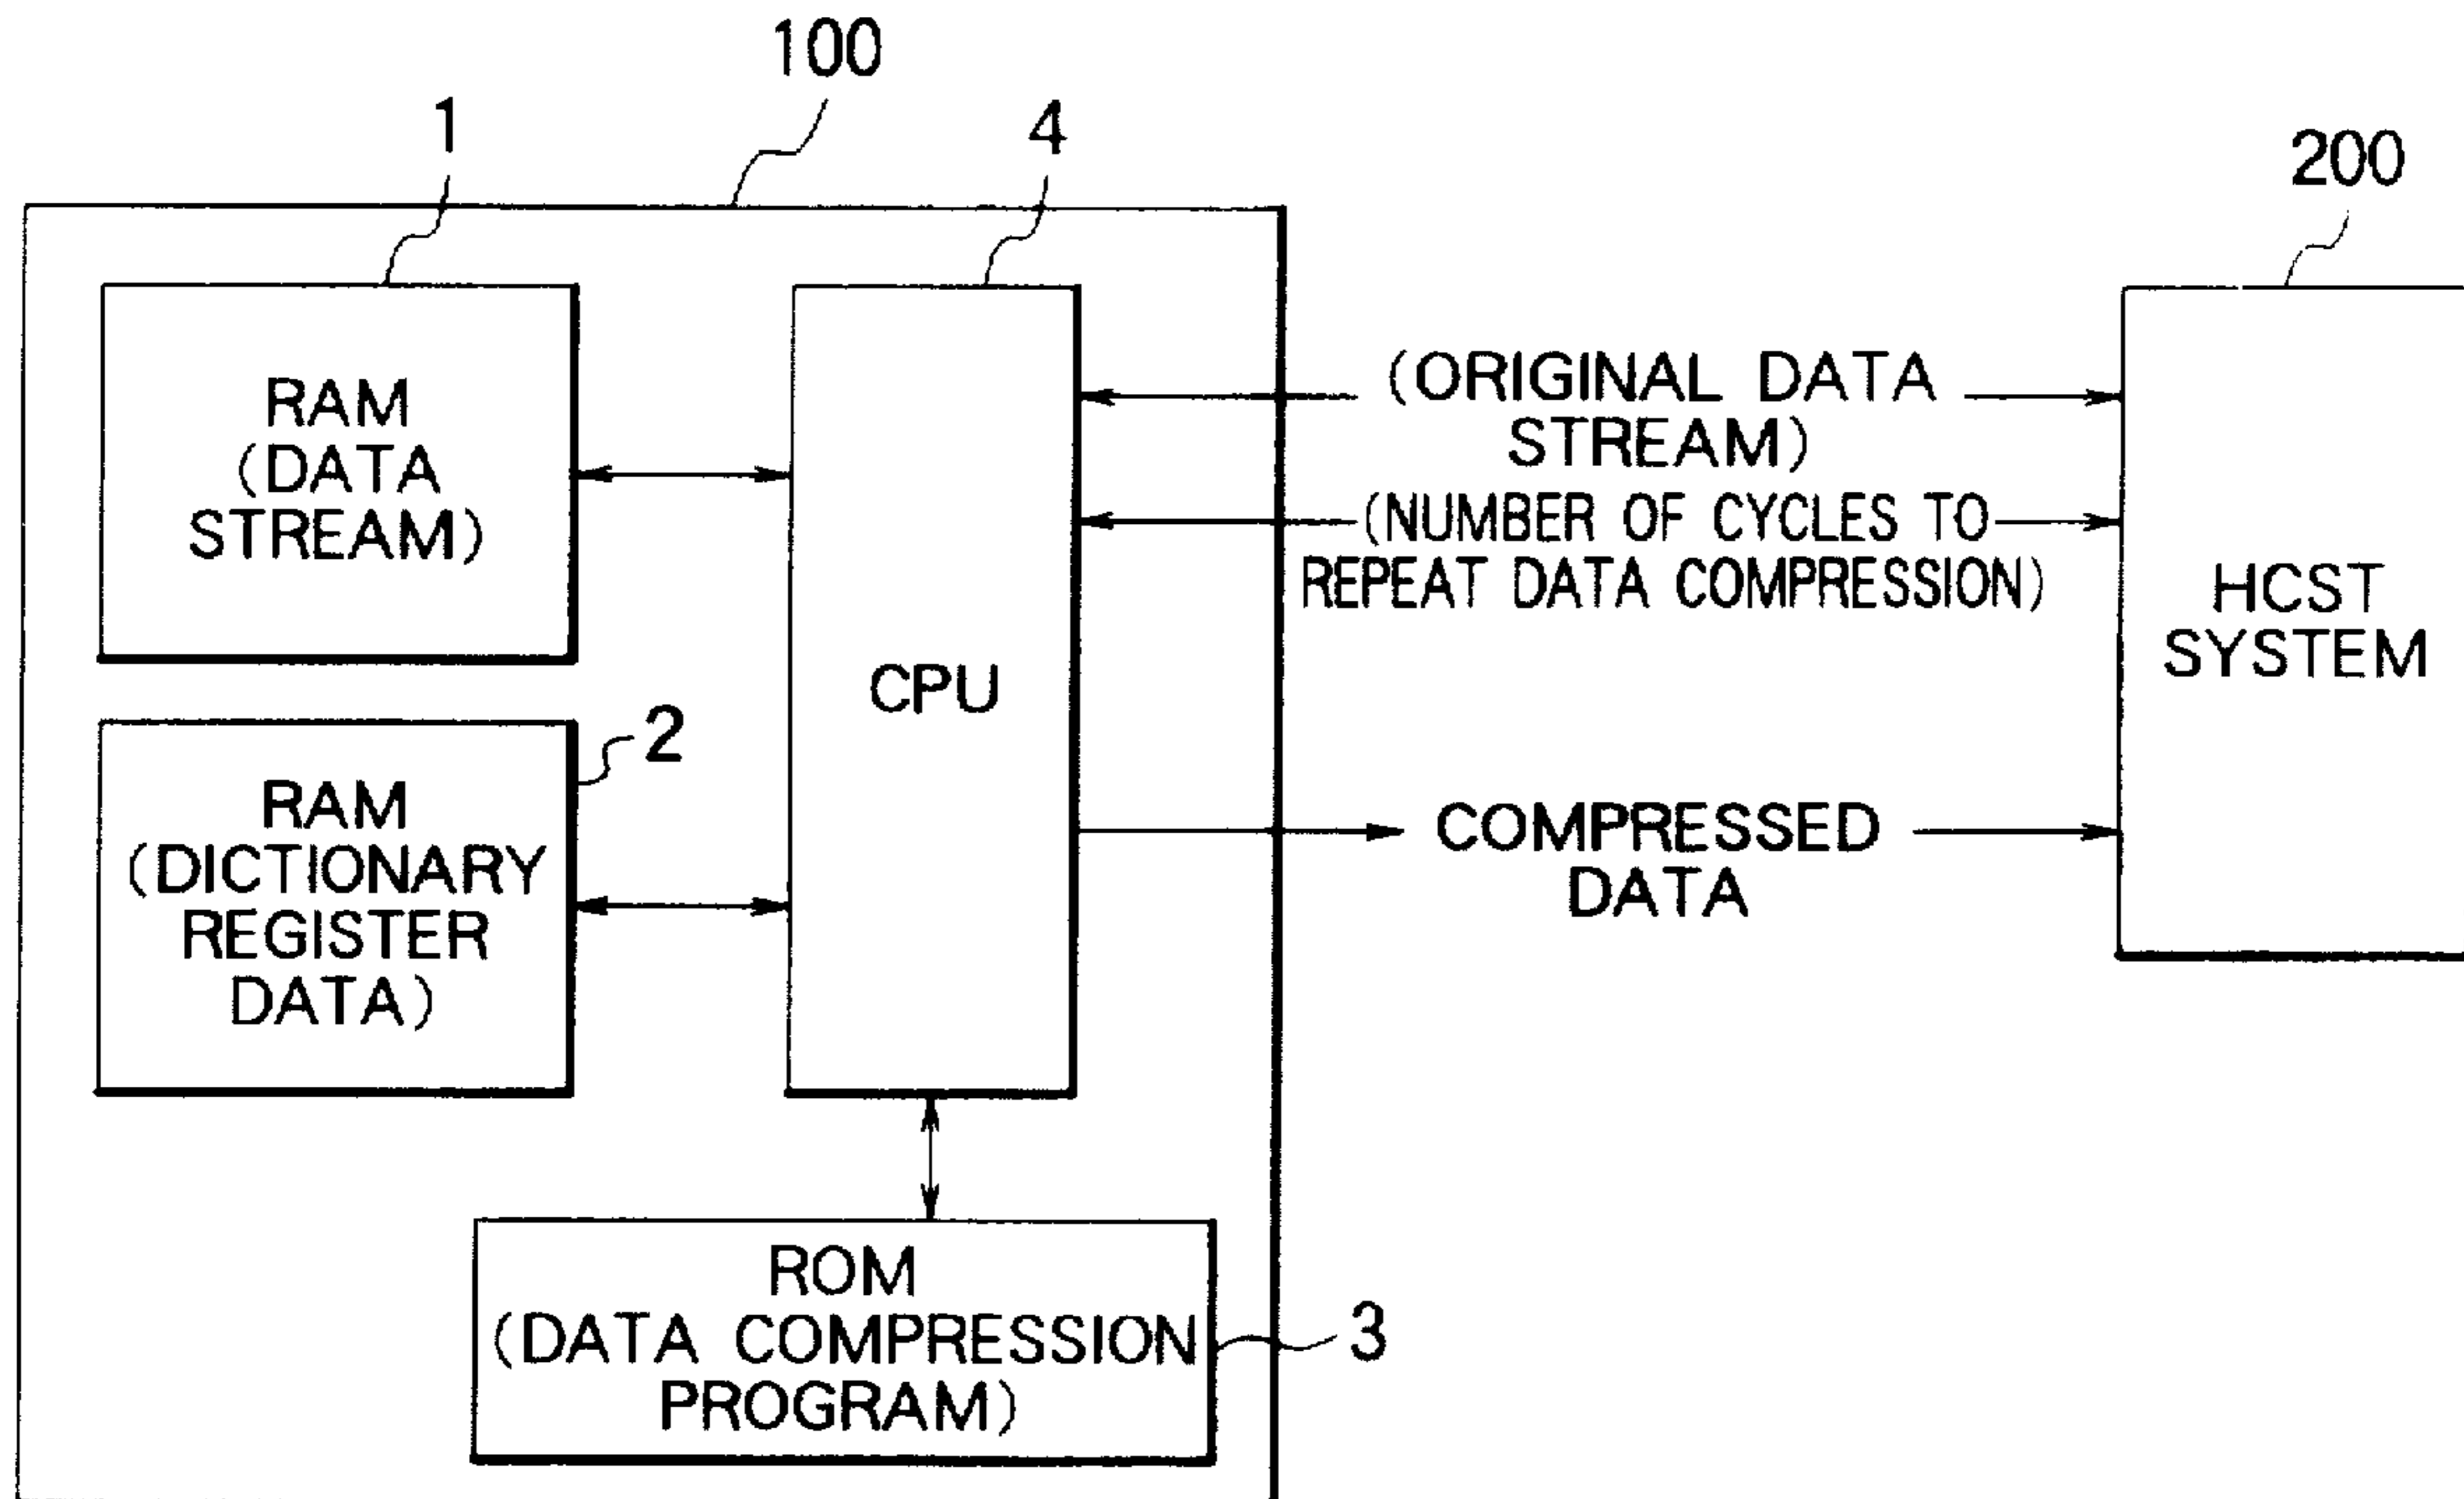 100
1
4
200
RAM
(DATA
STREAM)
2
RAM
(DICTIONARY
REGISTER
DATA)
CPU
ROM
(DATA COMPRESSION
PROGRAM)
3
(ORIGINAL DATA
STREAM)
(NUMBER OF CYCLES TO
REPEAT DATA COMPRESSION)
COMPRESSED
DATA
HCST
SYSTEM